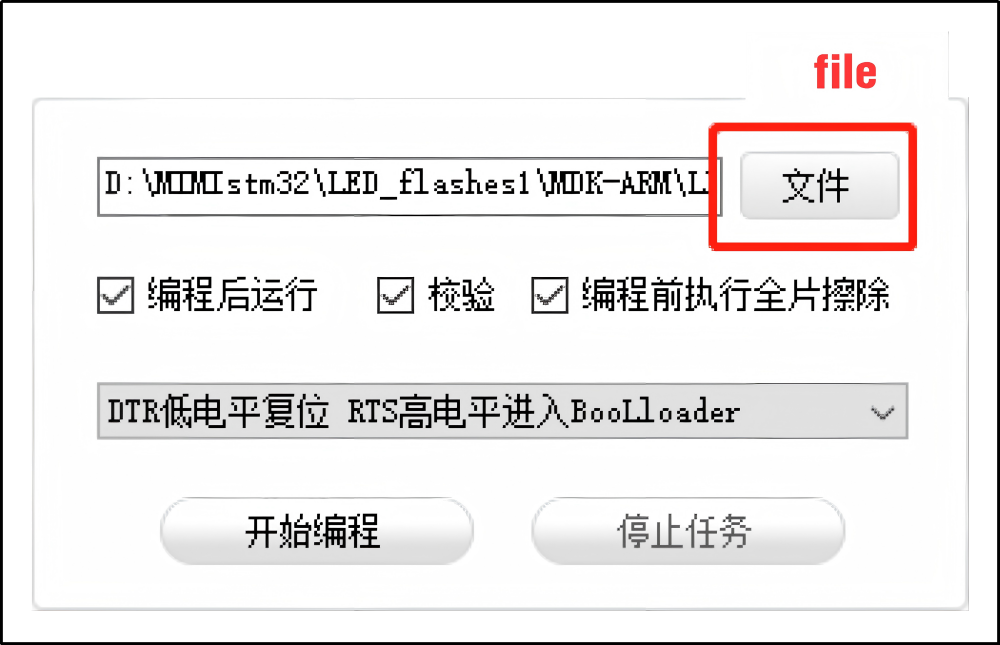 file
D:\MIMIstm32\LED_flashes1\MDK-ARM\L 文件
编程后运行 校验 编程前执行全片擦除
DTR低电平复位 RTS高电平进入BooLloader
开始编程 停止任务